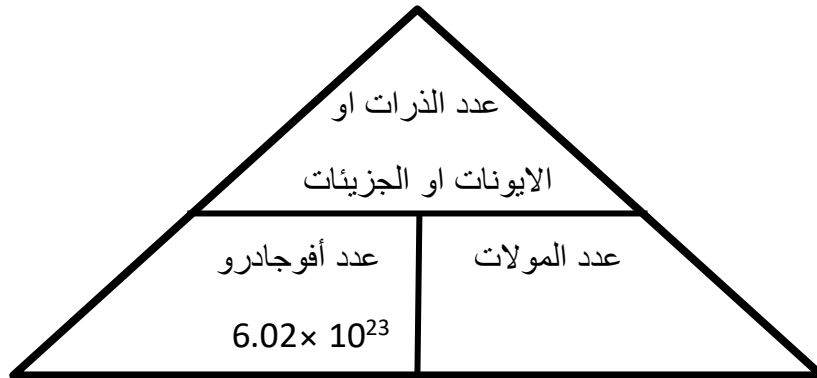 عدد الذرات او
الايونات او الجزيئات
عدد المولات
عدد أفوجادرو
6.02× 10²³